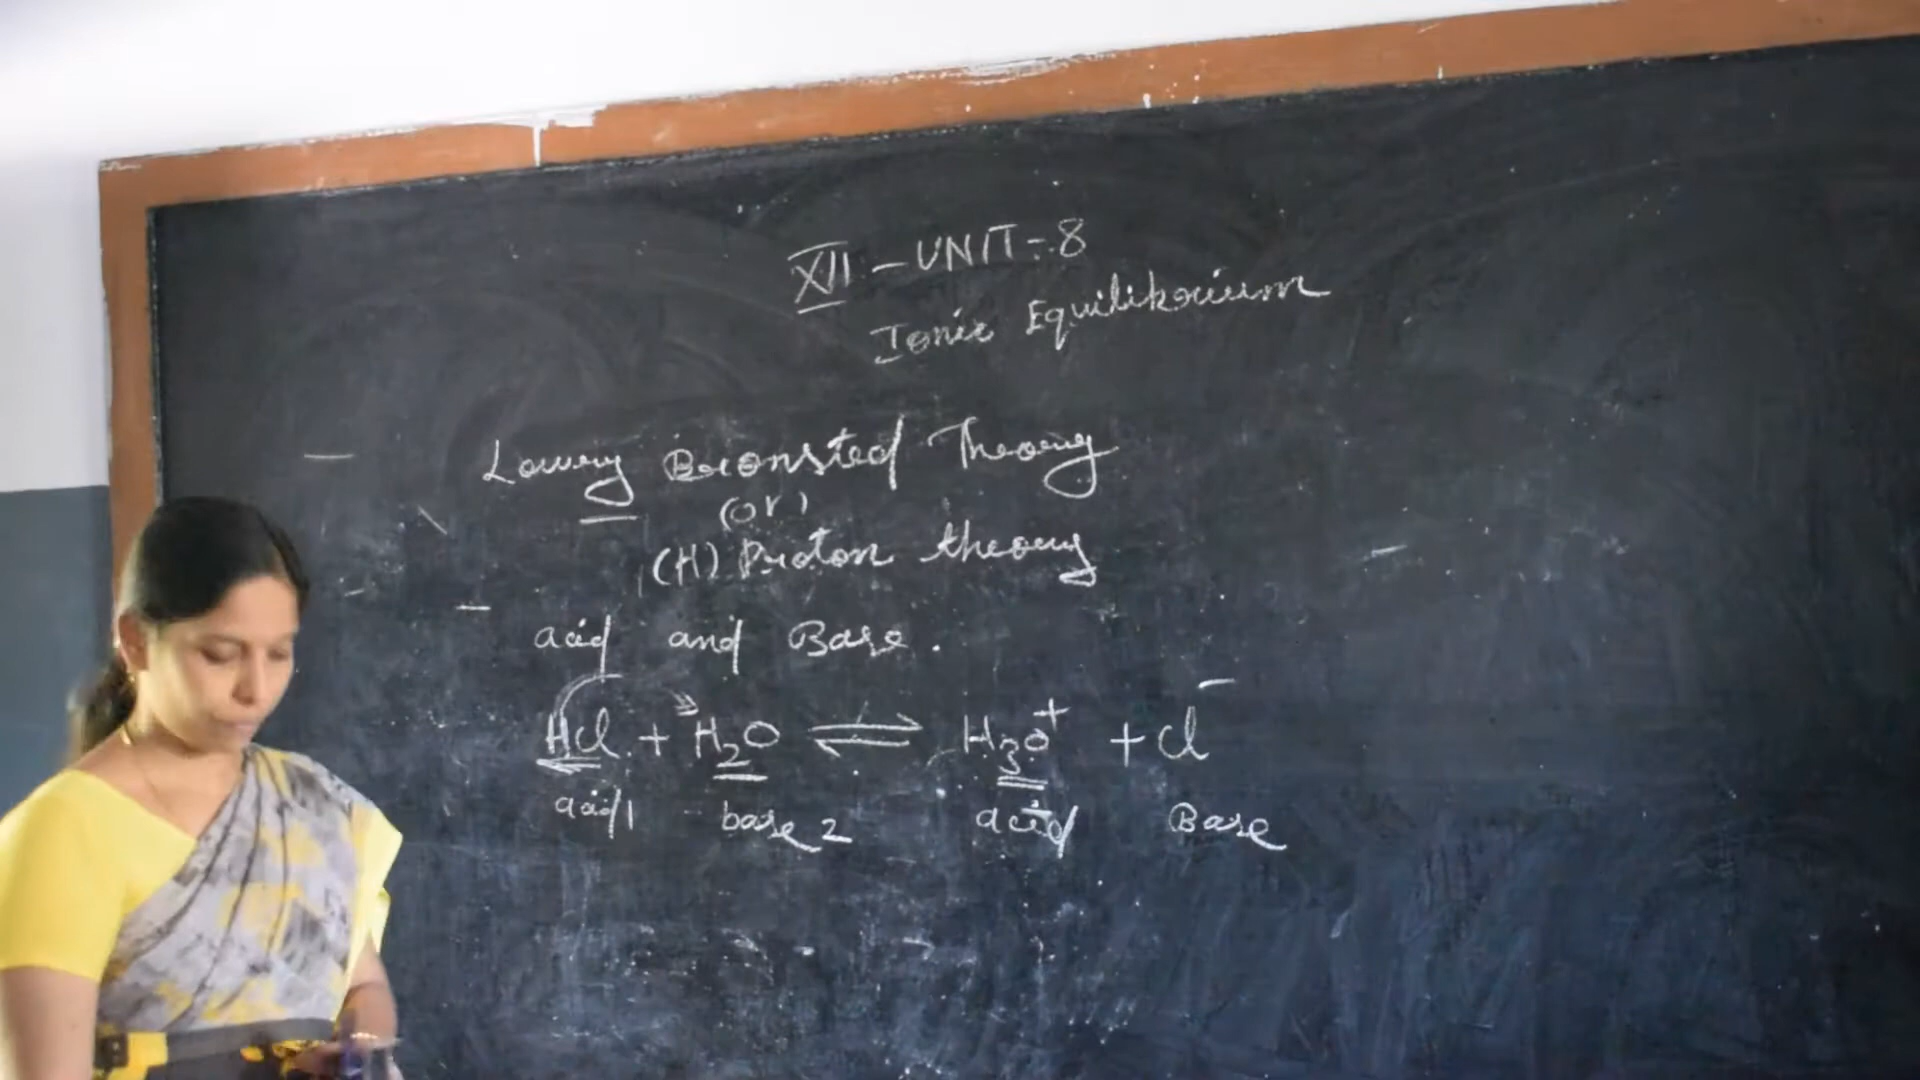 XII - UNIT - 8
Ionic Equilibrium
Lowry Bronsted Theory
(or)
(H) Proton theory
acid and Base.
HCl + H2O ⇌ H3O+ + Cl-
acid 1 base 2 acid Base